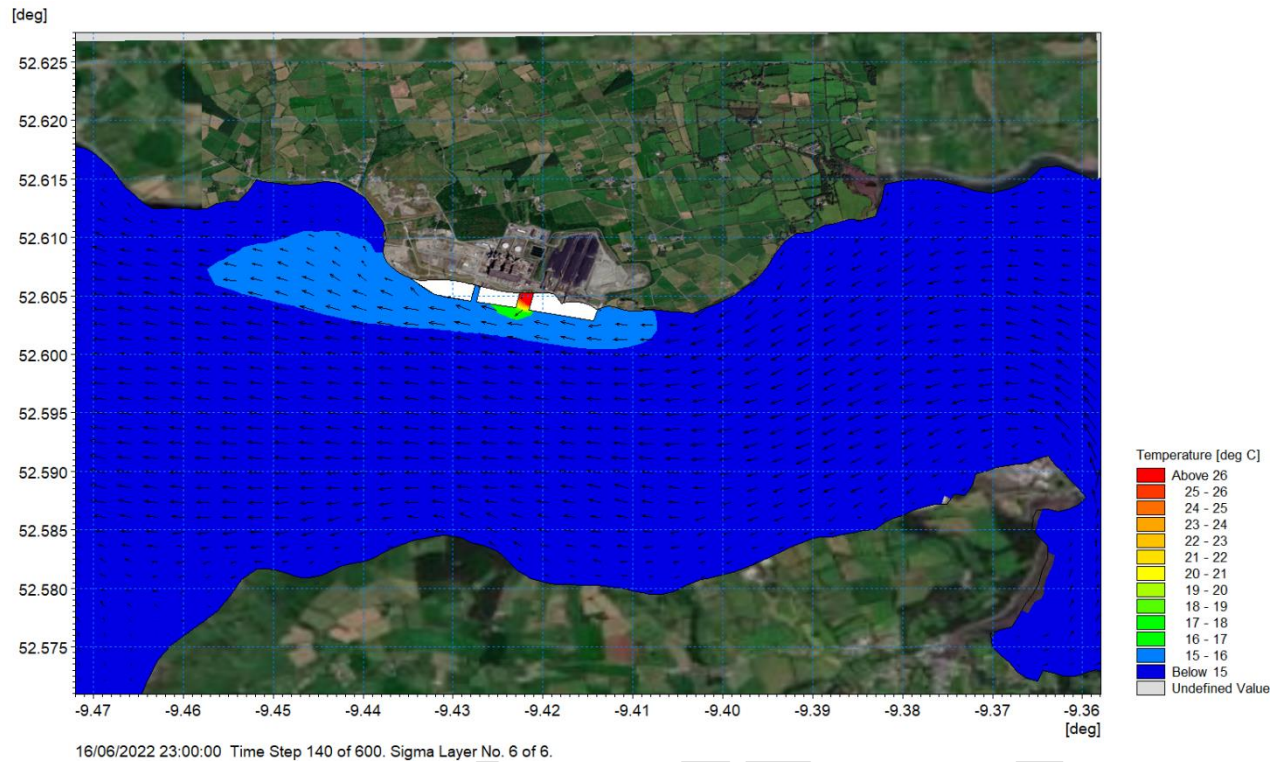 [deg]
52.625
52.620
52.615
52.610
52.605
52.600
52.595
52.590
52.585
52.580
52.575
-9.47 -9.46 -9.45 -9.44 -9.43 -9.42 -9.41 -9.40 -9.39 -9.38 -9.37 -9.36
[deg]
Temperature [deg C]
Above 26
25 - 26
24 - 25
23 - 24
22 - 23
21 - 22
20 - 21
19 - 20
18 - 19
17 - 18
16 - 17
15 - 16
Below 15
Undefined Value
16/06/2022 23:00:00 Time Step 140 of 600. Sigma Layer No. 6 of 6.